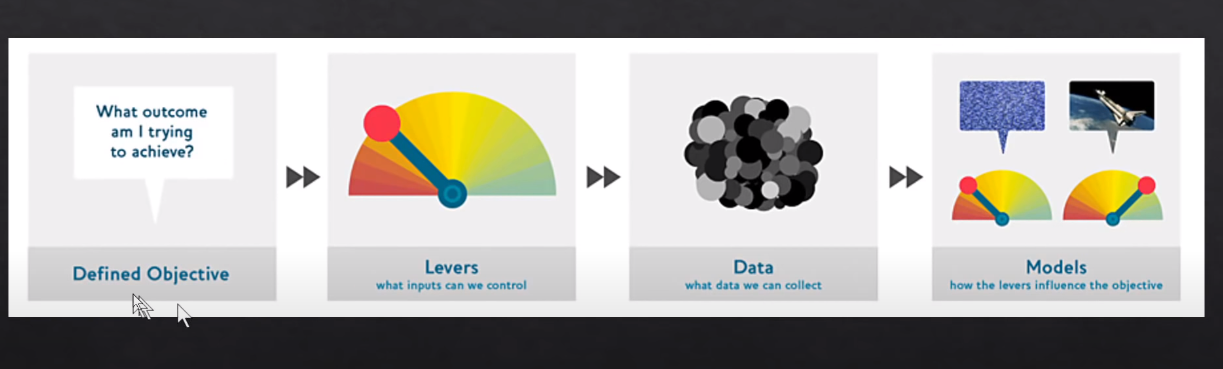 What outcome
am I trying
to achieve?
Defined Objective
Levers
what inputs can we control
Data
what data we can collect
Models
how the levers influence the objective